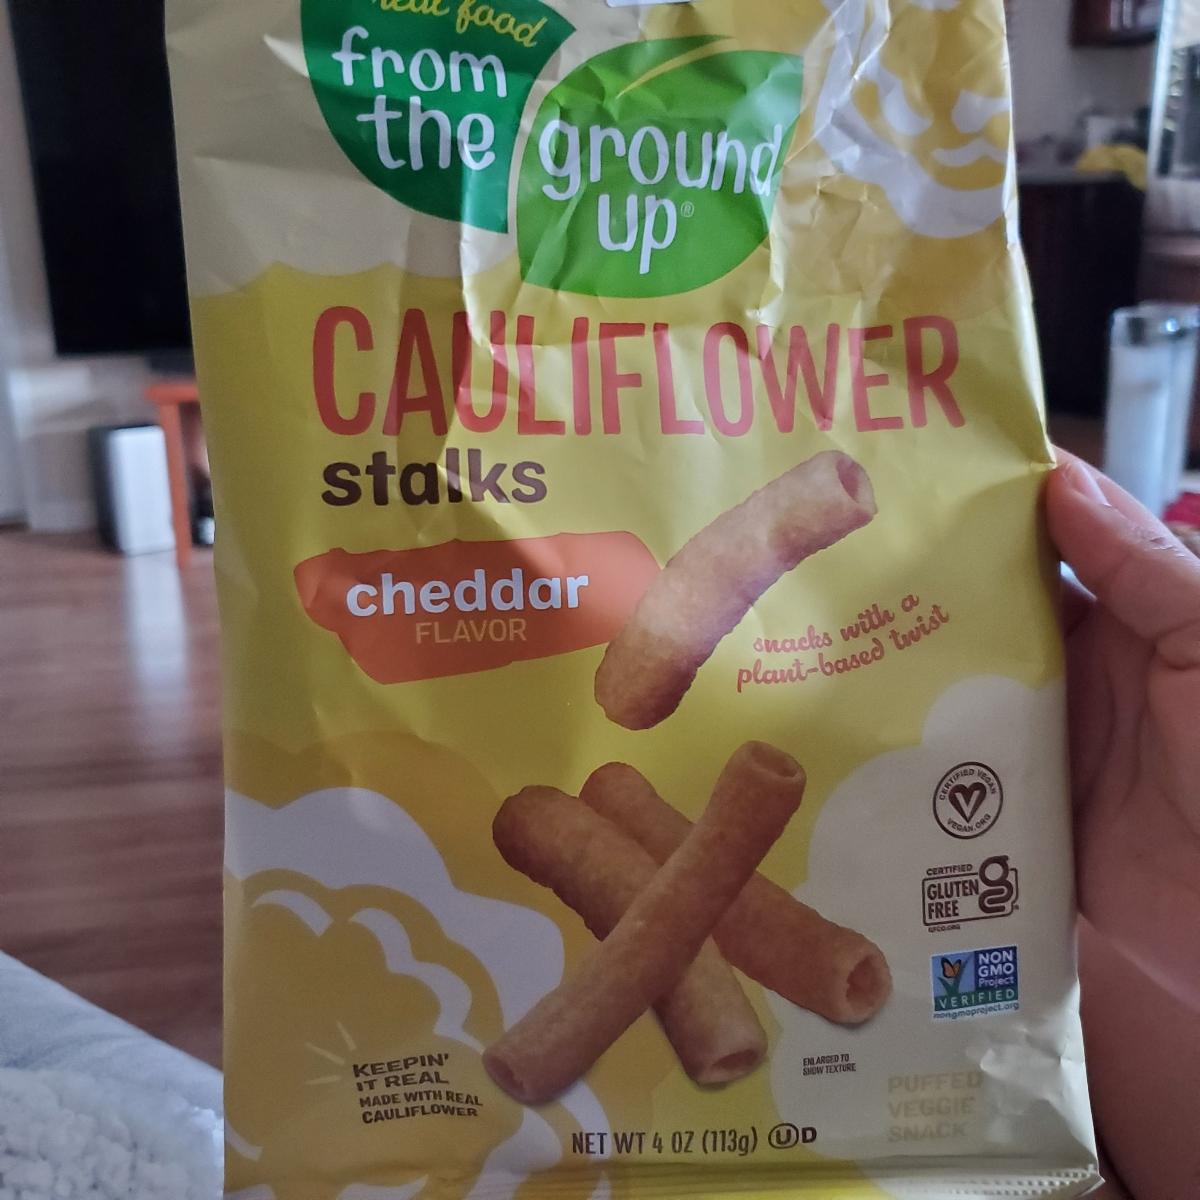 real food
from
the
ground
up®
CAULIFLOWER
stalks
cheddar
FLAVOR
snacks with a
plant-based twist
CERTIFIED VEGAN
VEGAN.ORG
CERTIFIED
GLUTEN
FREE
GFCO.ORG
NON
GMO
Project
VERIFIED
nongmoproject.org
KEEPIN'
IT REAL
MADE WITH REAL
CAULIFLOWER
ENLARGED TO
SHOW TEXTURE
PUFFED
VEGGIE
SNACK
NET WT 4 OZ (113g) U D